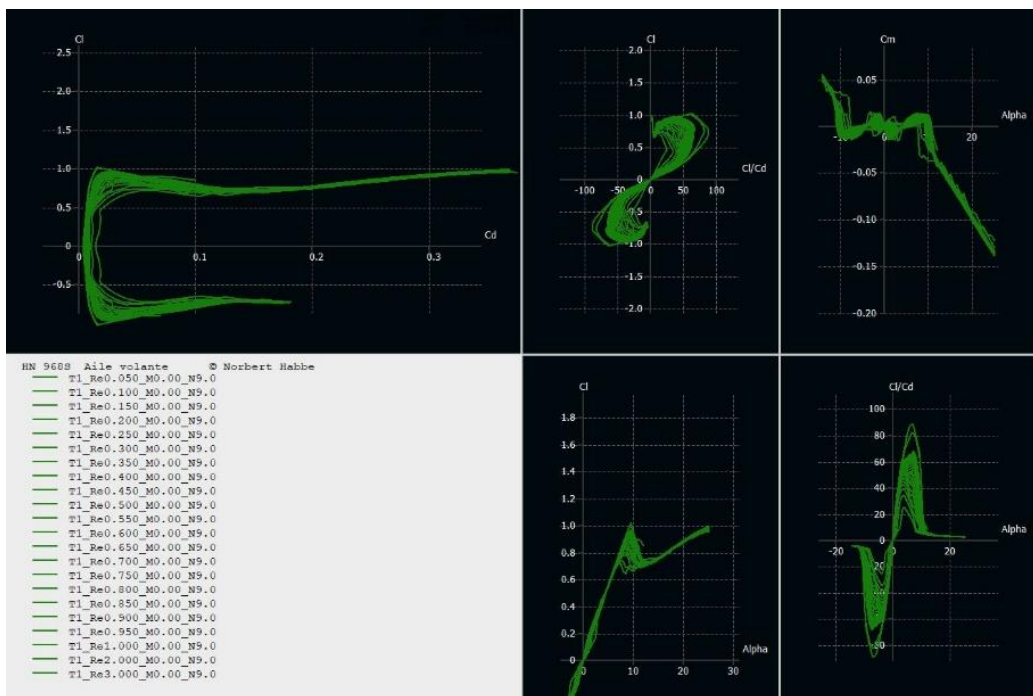 Cl
2.5
2.0
1.5
1.0
0.5
0
-0.5
0.1
0.2
0.3
Cd
Cl
2.0
1.5
1.0
0.5
-100
-50
0
50
100
Cl/Cd
-0.5
-1.0
-1.5
-2.0
Cm
0.05
Alpha
-10
20
-0.05
-0.10
-0.15
-0.20
HN 968S Aile volante © Norbert Habbe
T1_Re0.050_M0.00_N9.0
T1_Re0.100_M0.00_N9.0
T1_Re0.150_M0.00_N9.0
T1_Re0.200_M0.00_N9.0
T1_Re0.250_M0.00_N9.0
T1_Re0.300_M0.00_N9.0
T1_Re0.350_M0.00_N9.0
T1_Re0.400_M0.00_N9.0
T1_Re0.450_M0.00_N9.0
T1_Re0.500_M0.00_N9.0
T1_Re0.550_M0.00_N9.0
T1_Re0.600_M0.00_N9.0
T1_Re0.650_M0.00_N9.0
T1_Re0.700_M0.00_N9.0
T1_Re0.750_M0.00_N9.0
T1_Re0.800_M0.00_N9.0
T1_Re0.850_M0.00_N9.0
T1_Re0.900_M0.00_N9.0
T1_Re0.950_M0.00_N9.0
T1_Re1.000_M0.00_N9.0
T1_Re2.000_M0.00_N9.0
T1_Re3.000_M0.00_N9.0
Cl
1.8
1.6
1.4
1.2
1.0
0.8
0.6
0.4
0.2
0
10
20
30
Alpha
Cl/Cd
100
80
60
40
20
Alpha
-20
0
20